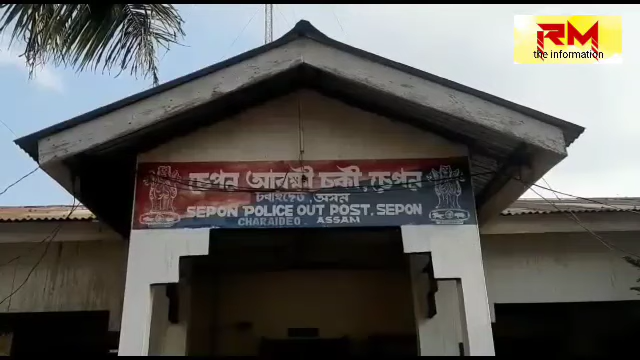 RM
the information
চেপন আৰক্ষী চকী, চেপন
চৰাইদেউ, অসম
SEPON POLICE OUT POST, SEPON
CHARAIDEO - ASSAM